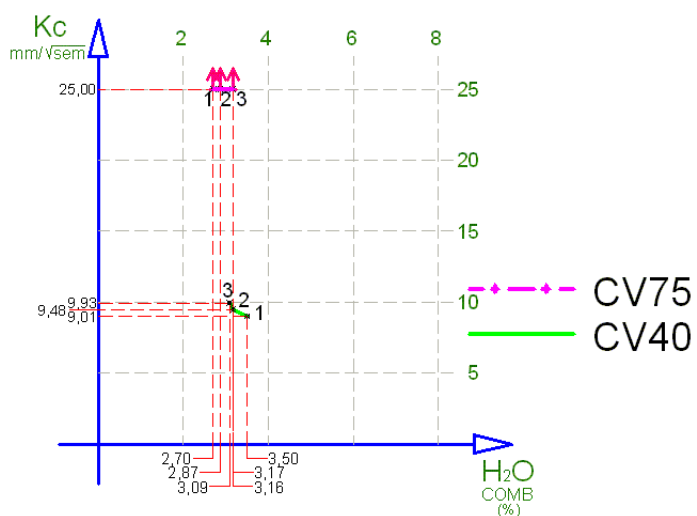 Kc
mm/√sem
2 4 6 8
25,00
1 2 3
25
20
15
3
9,93
2
10
9,48
9,01
1
5
CV75
CV40
2,70
3,50
2,87
3,17
3,09
3,16
H₂O
COMB
(%)